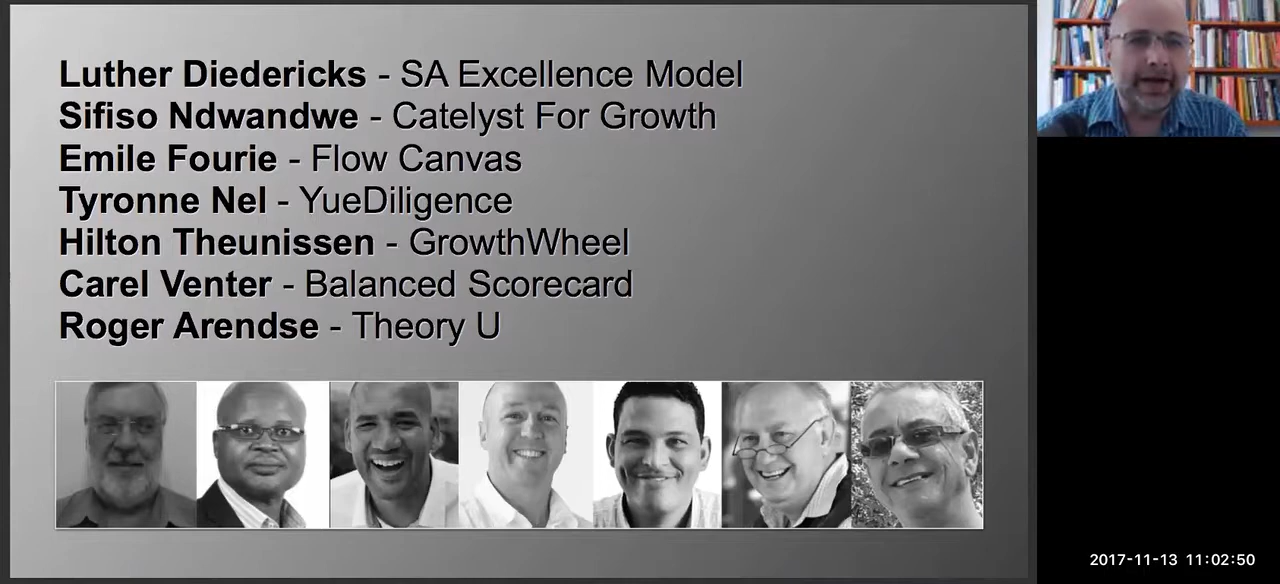 Luther Diedericks - SA Excellence Model
Sifiso Ndwandwe - Catelyst For Growth
Emile Fourie - Flow Canvas
Tyronne Nel - YueDiligence
Hilton Theunissen - GrowthWheel
Carel Venter - Balanced Scorecard
Roger Arendse - Theory U
2017-11-13 11:02:50